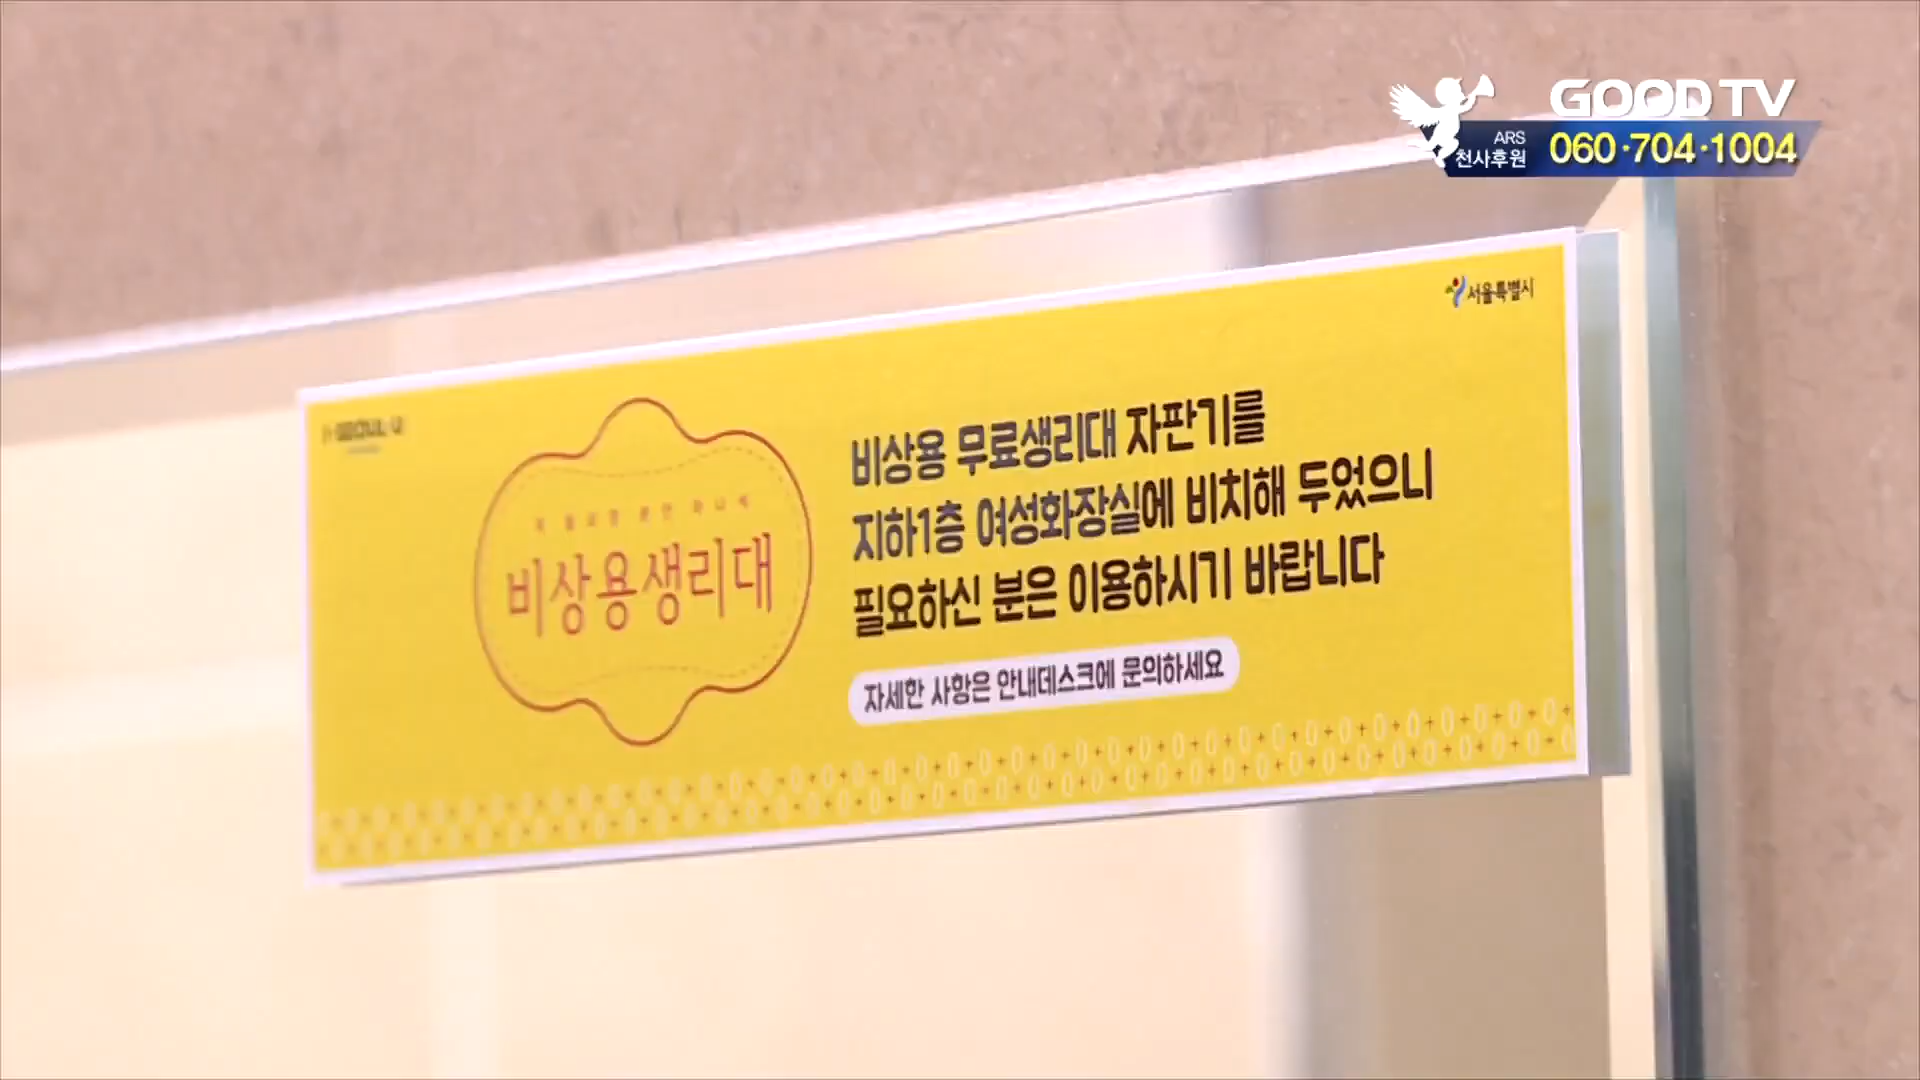 GOODTV
ARS
천사후원
060·704·1004
서울특별시
I·SEOUL·U
비상용생리대
비상용 무료생리대 자판기를
지하1층 여성화장실에 비치해 두었으니
필요하신 분은 이용하시기 바랍니다
자세한 사항은 안내데스크에 문의하세요